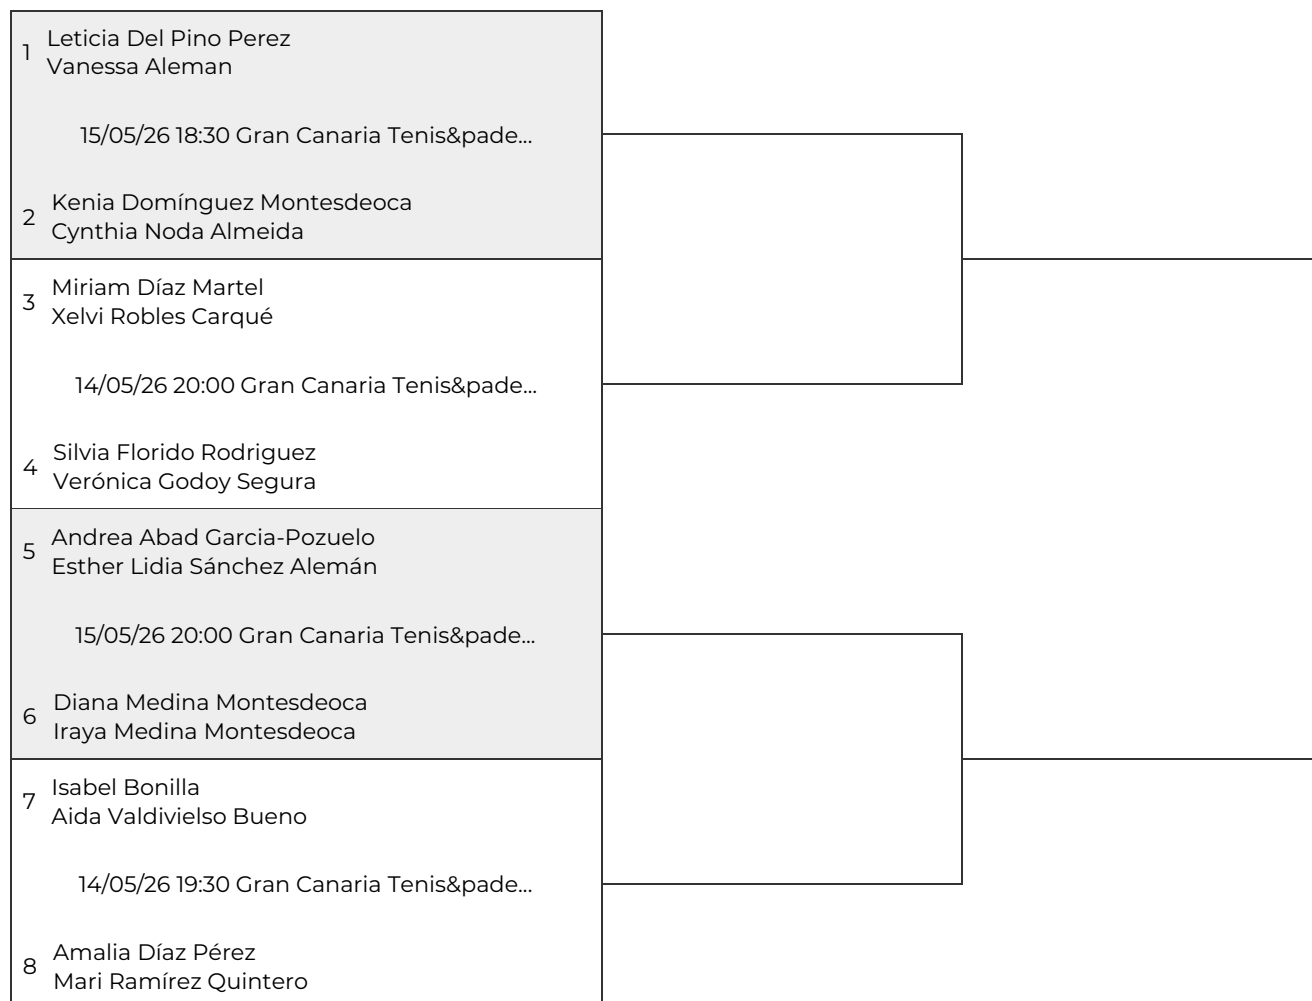 1
Leticia Del Pino Perez
Vanessa Aleman
15/05/26 18:30 Gran Canaria Tenis&pade...
2
Kenia Domínguez Montesdeoca
Cynthia Noda Almeida
3
Miriam Díaz Martel
Xelvi Robles Carqué
14/05/26 20:00 Gran Canaria Tenis&pade...
4
Silvia Florido Rodriguez
Verónica Godoy Segura
5
Andrea Abad Garcia-Pozuelo
Esther Lidia Sánchez Alemán
15/05/26 20:00 Gran Canaria Tenis&pade...
6
Diana Medina Montesdeoca
Iraya Medina Montesdeoca
7
Isabel Bonilla
Aida Valdivielso Bueno
14/05/26 19:30 Gran Canaria Tenis&pade...
8
Amalia Díaz Pérez
Mari Ramírez Quintero